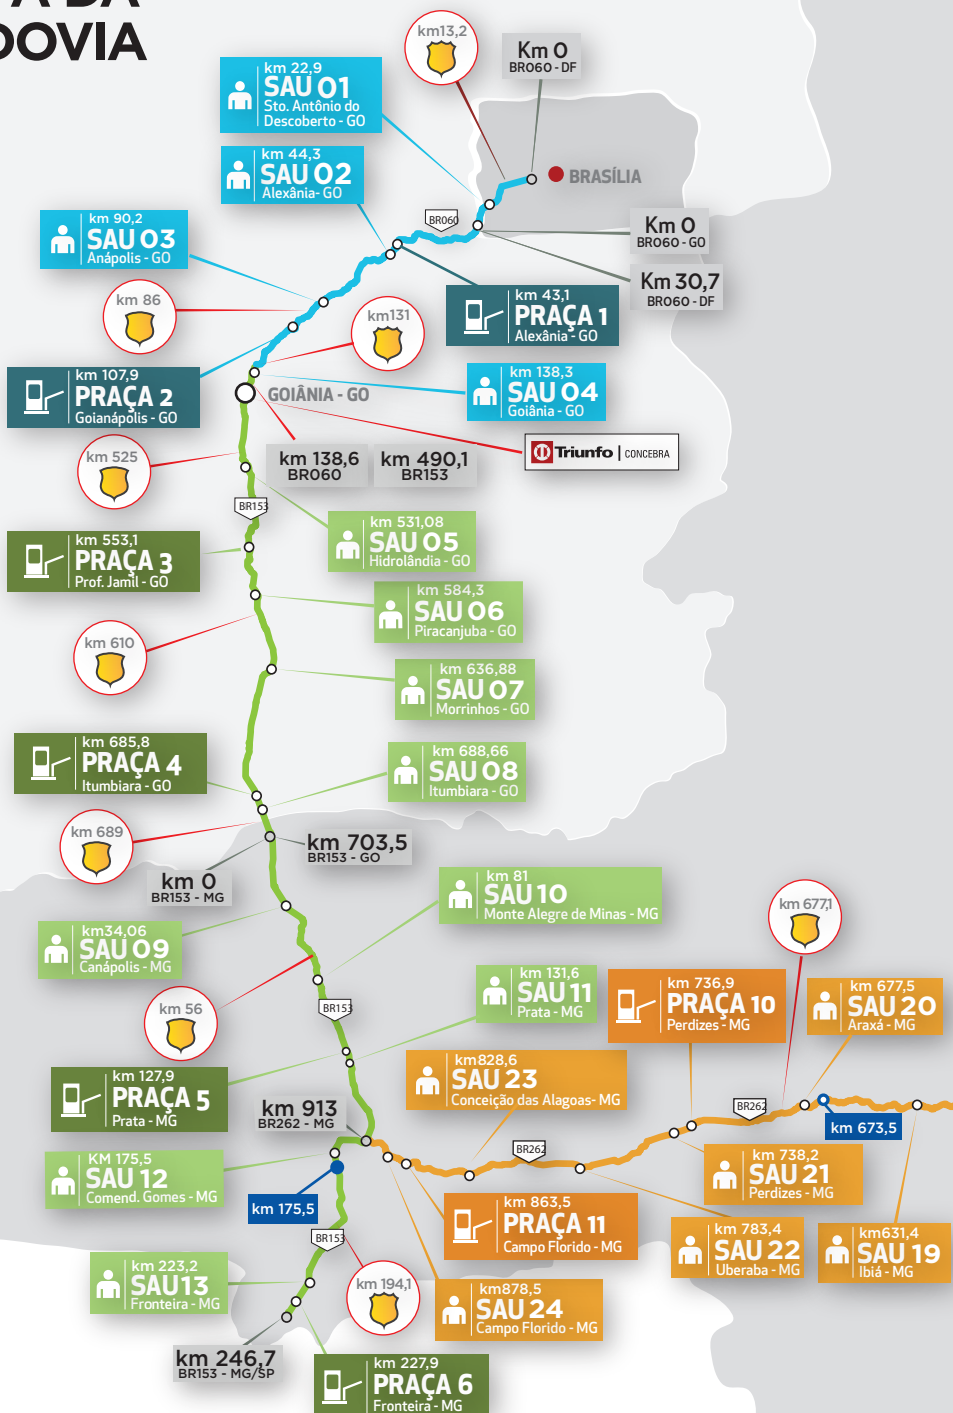 A DA
DOVIA
km13,2
Km 0
BR060 - DF
km 22,9
SAU 01
Sto. Antônio do
Descoberto - GO
km 44,3
SAU 02
Alexânia- GO
BRASÍLIA
BR060
km 90,2
SAU 03
Anápolis - GO
Km 0
BR060 - GO
Km 30,7
BR060 - DF
km 86
km131
km 43,1
PRAÇA 1
Alexânia - GO
km 107,9
PRAÇA 2
Goianápolis - GO
GOIÂNIA - GO
km 138,3
SAU 04
Goiânia - GO
km 525
km 138,6
BR060
km 490,1
BR153
Triunfo | CONCEBRA
BR153
km 531,08
SAU 05
Hidrolândia - GO
km 553,1
PRAÇA 3
Prof. Jamil - GO
km 584,3
SAU 06
Piracanjuba - GO
km 610
km 636,88
SAU 07
Morrinhos - GO
km 685,8
PRAÇA 4
Itumbiara - GO
km 688,66
SAU 08
Itumbiara - GO
km 689
km 703,5
BR153 - GO
km 0
BR153 - MG
km 81
SAU 10
Monte Alegre de Minas - MG
km 677,1
km34,06
SAU 09
Canápolis - MG
km 131,6
SAU 11
Prata - MG
km 736,9
PRAÇA 10
Perdizes - MG
km 677,5
SAU 20
Araxá - MG
km 56
BR153
km 127,9
PRAÇA 5
Prata - MG
km 913
BR262 - MG
km828,6
SAU 23
Conceição das Alagoas- MG
BR262
km 673,5
BR262
KM 175,5
SAU 12
Comend. Gomes - MG
km 738,2
SAU 21
Perdizes - MG
km 175,5
km 863,5
PRAÇA 11
Campo Florido - MG
km 783,4
SAU 22
Uberaba - MG
km631,4
SAU 19
Ibiá - MG
BR153
km 223,2
SAU13
Fronteira - MG
km 194,1
km878,5
SAU 24
Campo Florido - MG
km 246,7
BR153 - MG/SP
km 227,9
PRAÇA 6
Fronteira - MG